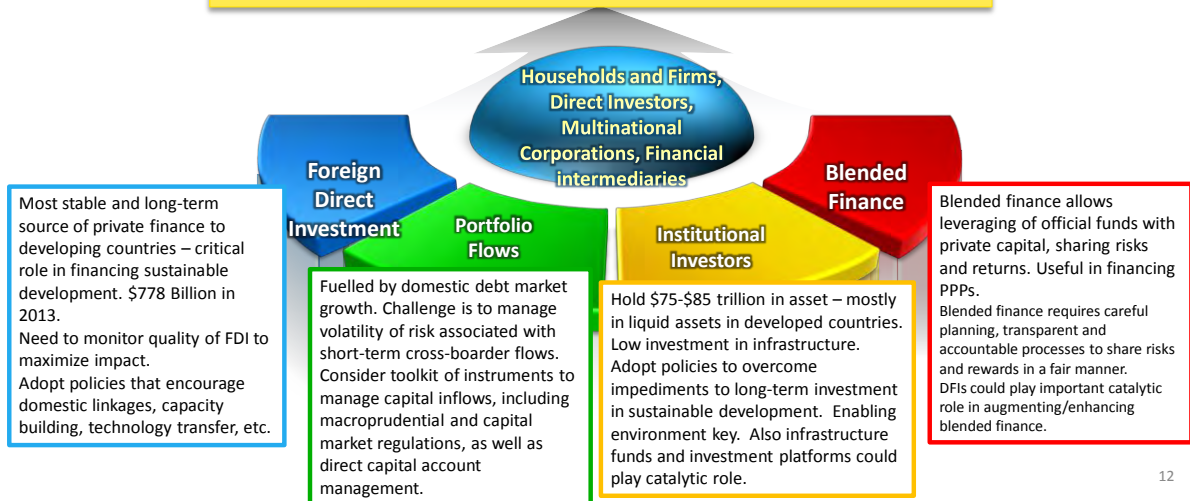 Households and Firms,
Direct Investors,
Multinational
Corporations, Financial
intermediaries
Foreign
Direct
Investment
Portfolio
Flows
Institutional
Investors
Blended
Finance
Most stable and long-term
source of private finance to
developing countries – critical
role in financing sustainable
development. $778 Billion in
2013.
Need to monitor quality of FDI to
maximize impact.
Adopt policies that encourage
domestic linkages, capacity
building, technology transfer, etc.
Fuelled by domestic debt market
growth. Challenge is to manage
volatility of risk associated with
short-term cross-boarder flows.
Consider toolkit of instruments to
manage capital inflows, including
macroprudential and capital
market regulations, as well as
direct capital account
management.
Hold $75-$85 trillion in asset – mostly
in liquid assets in developed countries.
Low investment in infrastructure.
Adopt policies to overcome
impediments to long-term investment
in sustainable development.  Enabling
environment key.  Also infrastructure
funds and investment platforms could
play catalytic role.
Blended finance allows
leveraging of official funds with
private capital, sharing risks
and returns. Useful in financing
PPPs.
Blended finance requires careful
planning, transparent and
accountable processes to share risks
and rewards in a fair manner.
DFIs could play important catalytic
role in augmenting/enhancing
blended finance.
12